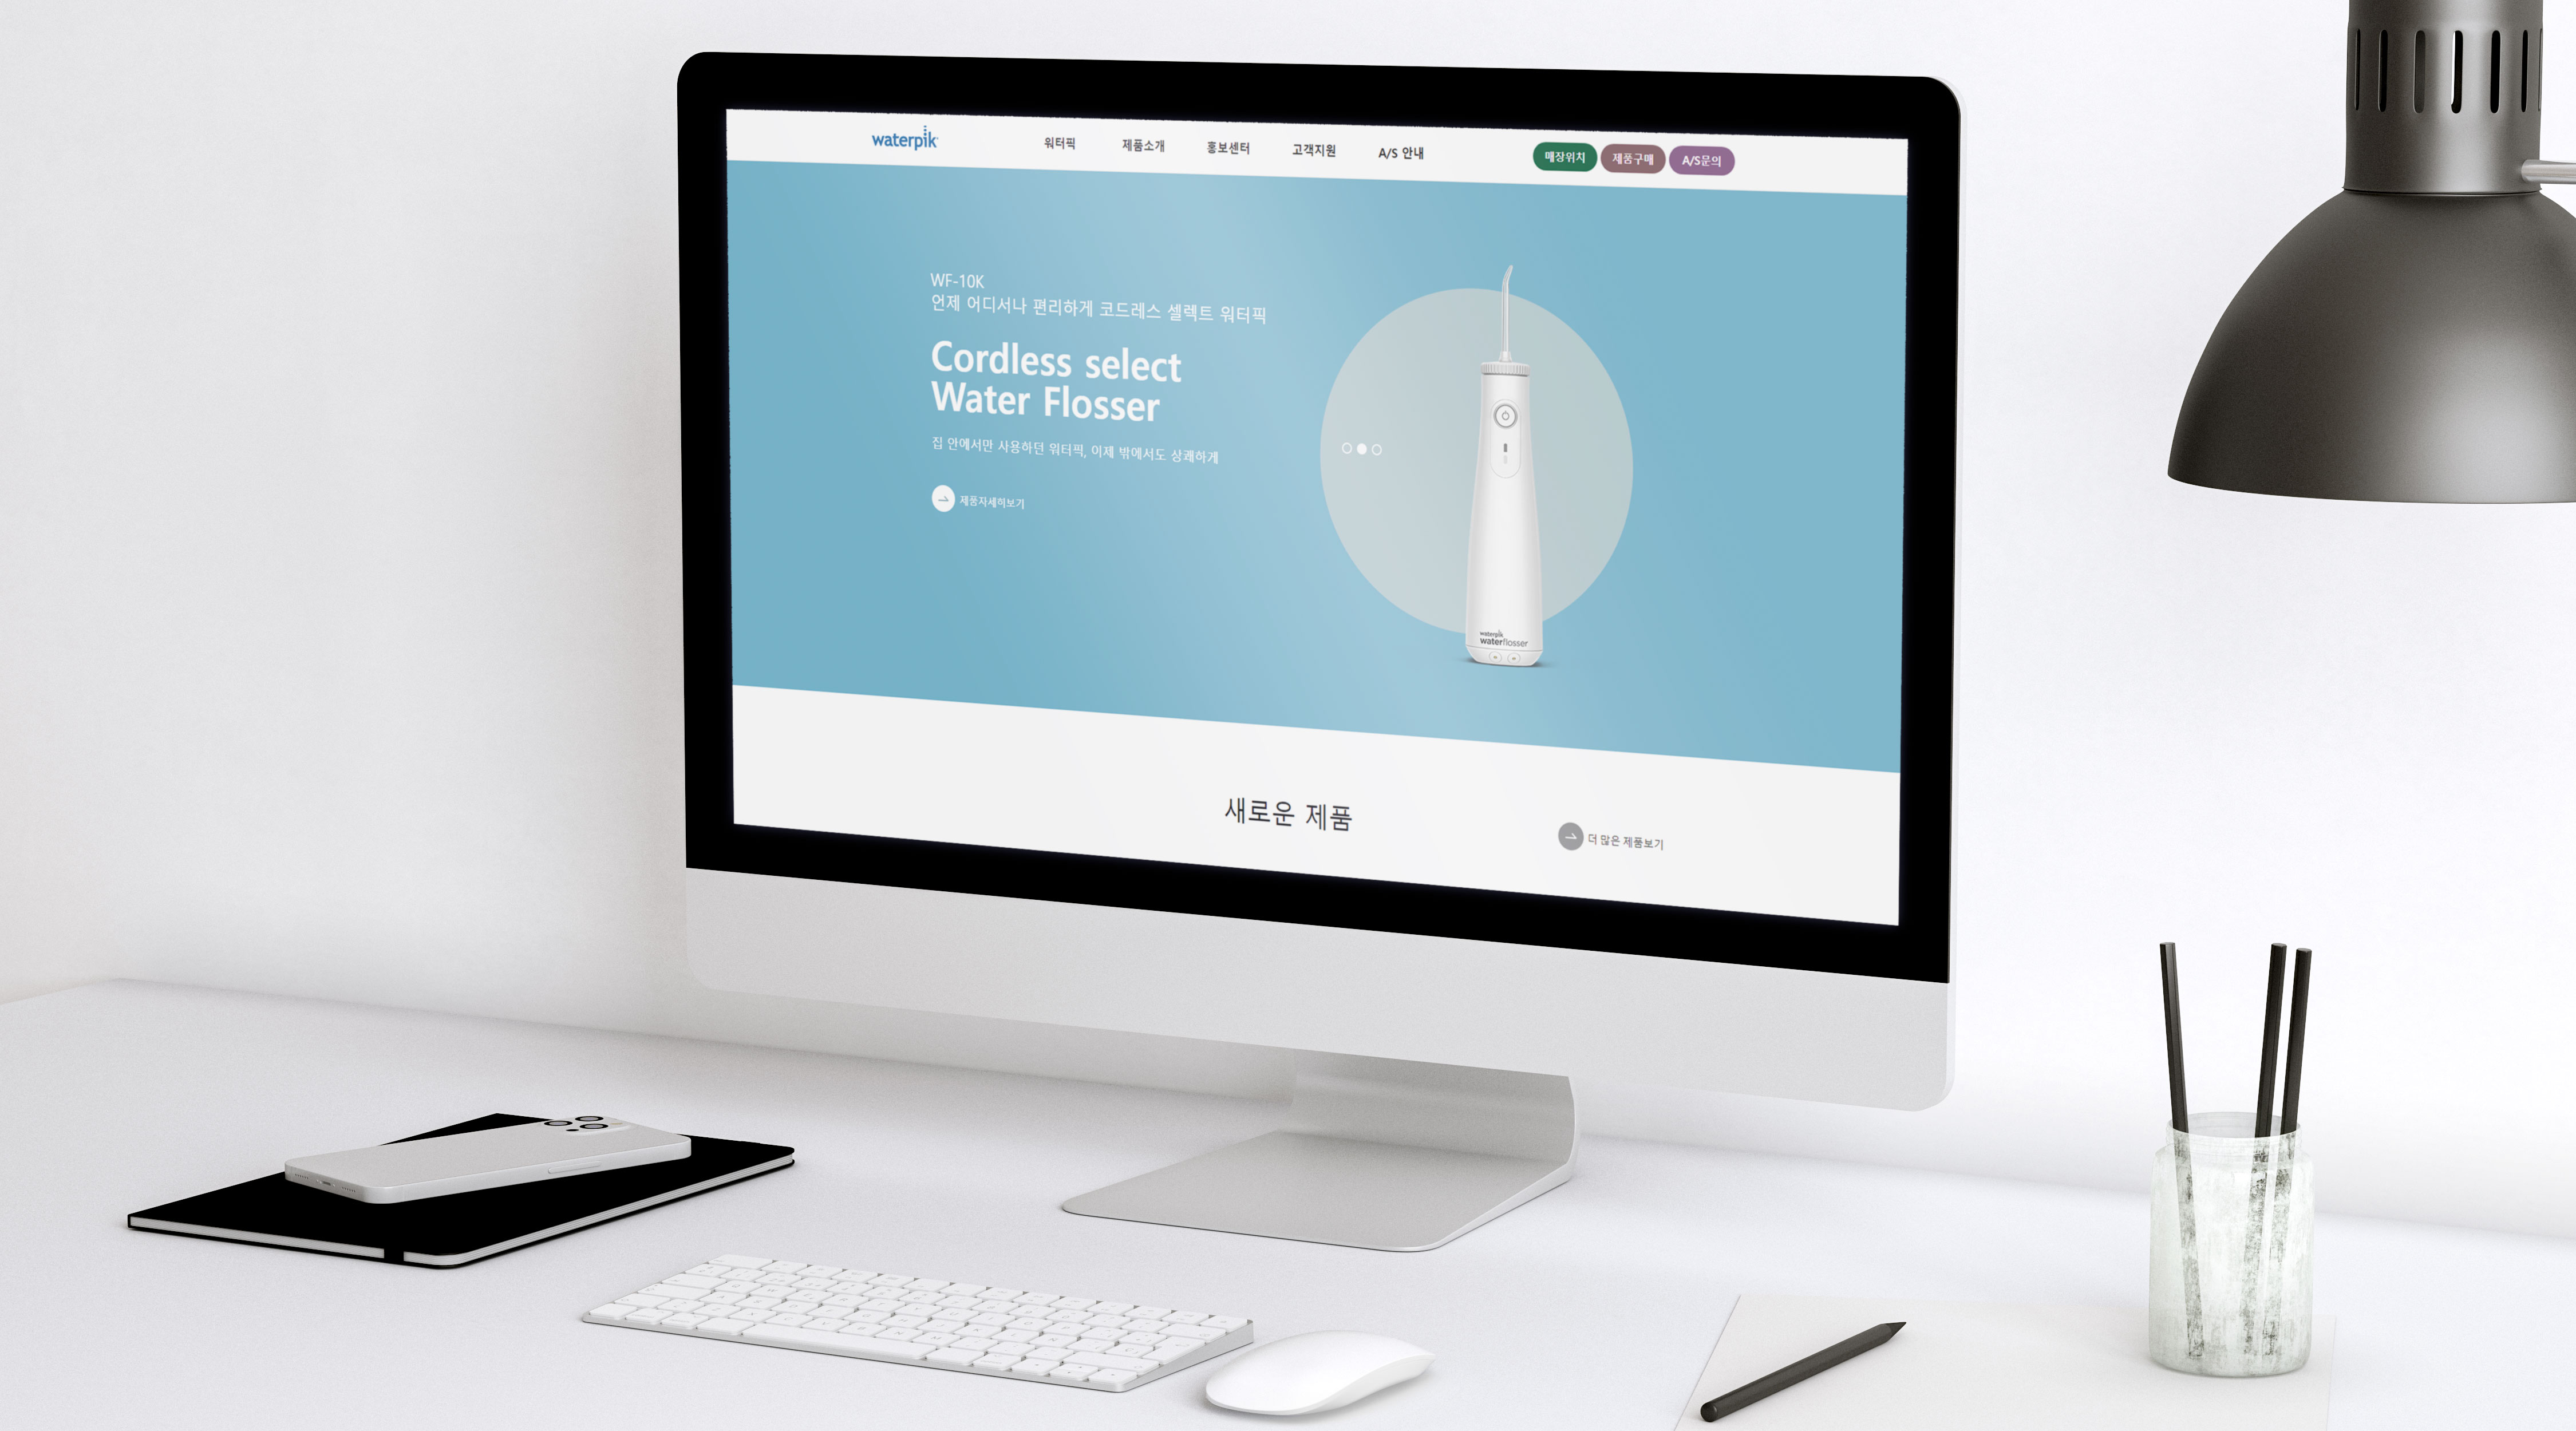 waterpik
워터픽
제품소개
홍보센터
고객지원
A/S 안내
매장위치
제품구매
A/S문의
WF-10K
언제 어디서나 편리하게 코드레스 셀렉트 워터픽
Cordless select
Water Flosser
집 안에서만 사용하던 워터픽, 이제 밖에서도 상쾌하게
제품자세히보기
waterpik
waterflosser
새로운 제품
더 많은 제품보기